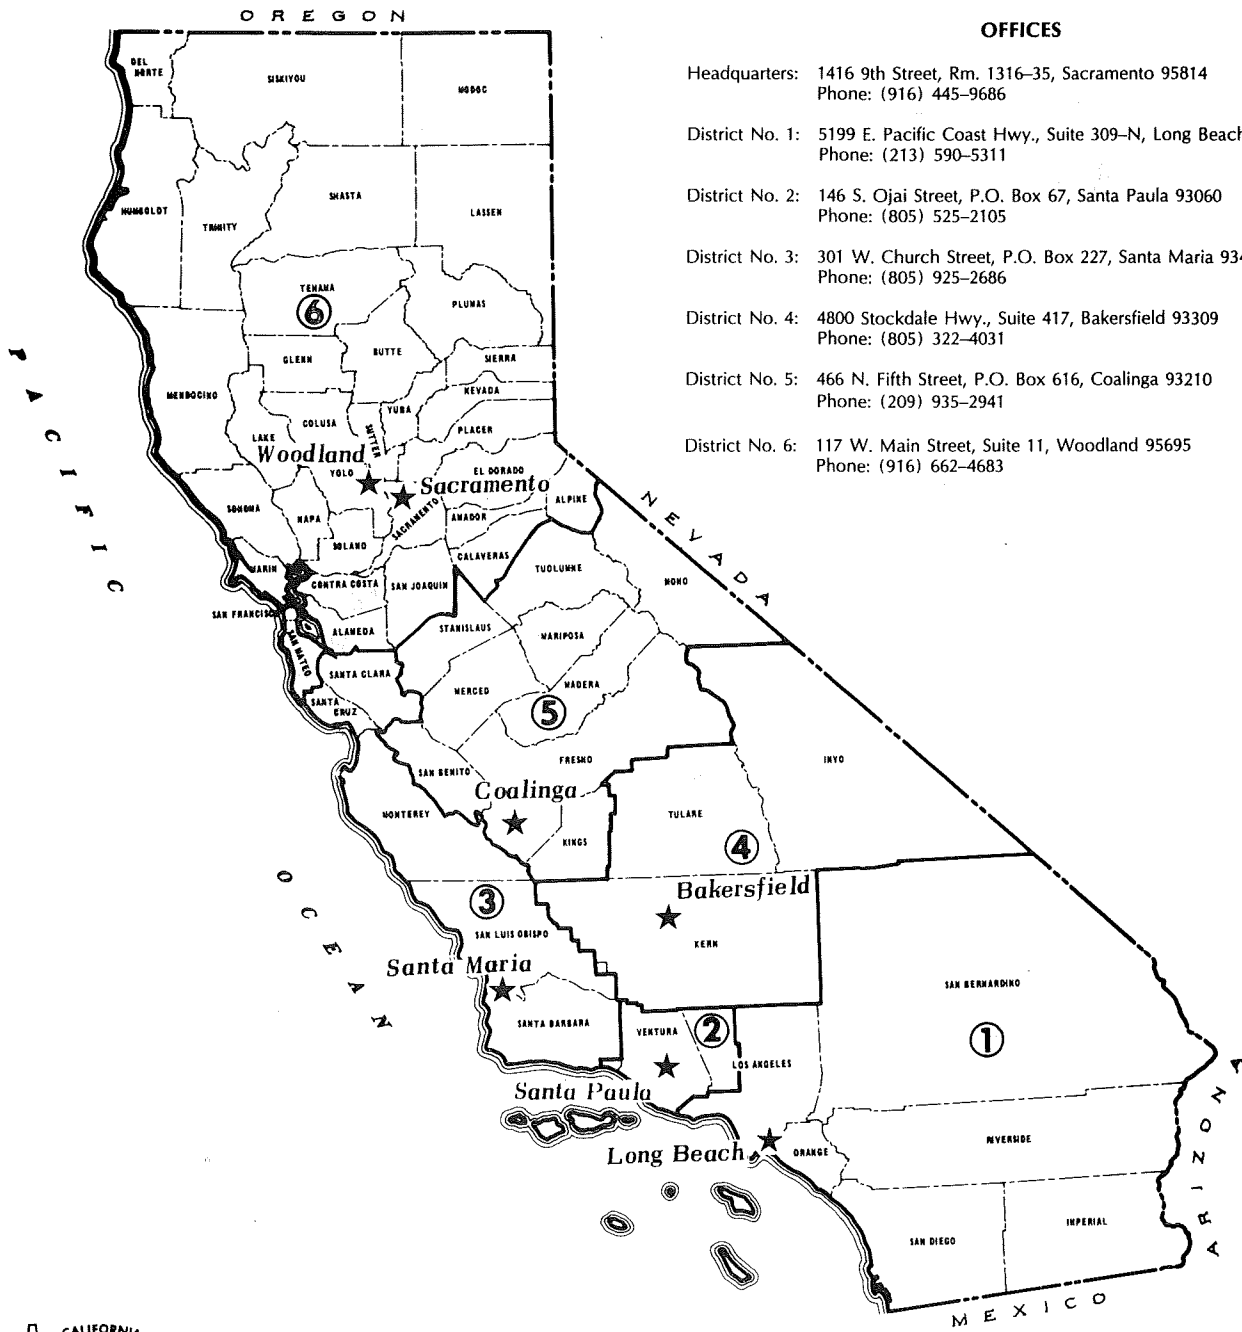 OREGON
OFFICES
Headquarters: 1416 9th Street, Rm. 1316–35, Sacramento 95814
Phone: (916) 445–9686
District No. 1: 5199 E. Pacific Coast Hwy., Suite 309–N, Long Beach
Phone: (213) 590–5311
District No. 2: 146 S. Ojai Street, P.O. Box 67, Santa Paula 93060
Phone: (805) 525–2105
District No. 3: 301 W. Church Street, P.O. Box 227, Santa Maria 934
Phone: (805) 925–2686
District No. 4: 4800 Stockdale Hwy., Suite 417, Bakersfield 93309
Phone: (805) 322–4031
District No. 5: 466 N. Fifth Street, P.O. Box 616, Coalinga 93210
Phone: (209) 935–2941
District No. 6: 117 W. Main Street, Suite 11, Woodland 95695
Phone: (916) 662–4683
DEL
NORTE
SISKIYOU
MODOC
HUMBOLDT
TRINITY
SHASTA
LASSEN
TEHAMA
6
PLUMAS
GLENN
BUTTE
SIERRA
MENDOCINO
NEVADA
YUBA
COLUSA
SUTTER
PLACER
LAKE
Woodland
YOLO
EL DORADO
Sacramento
SACRAMENTO
ALPINE
SONOMA
NAPA
AMADOR
SOLANO
CALAVERAS
MARIN
CONTRA COSTA
SAN JOAQUIN
TUOLUMNE
MONO
SAN FRANCISCO
ALAMEDA
STANISLAUS
MARIPOSA
SAN MATEO
SANTA CLARA
MERCED
MADERA
SANTA
CRUZ
5
SAN BENITO
FRESNO
INYO
Coalinga
MONTEREY
TULARE
KINGS
4
Bakersfield
3
SAN LUIS OBISPO
KERN
Santa Maria
SAN BERNARDINO
SANTA BARBARA
VENTURA
2
LOS ANGELES
1
Santa Paula
Long Beach
ORANGE
RIVERSIDE
SAN DIEGO
IMPERIAL
PACIFIC
OCEAN
NEVADA
ARIZONA
MEXICO
CALIFORNIA